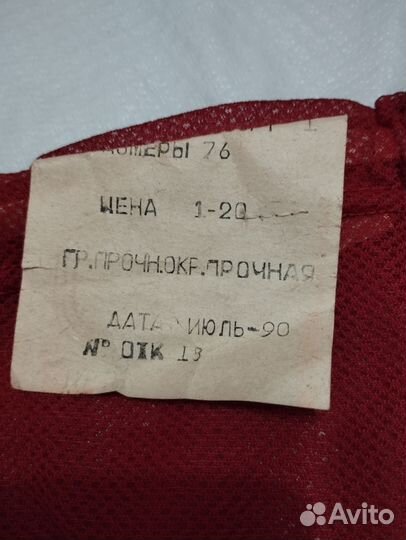 РАЗМЕРЫ 76
ЦЕНА 1-20
ГР.ПРОЧН.ОКР.ПРОЧНАЯ
ДАТА ИЮЛЬ-90
№ ОТК 13
Avito